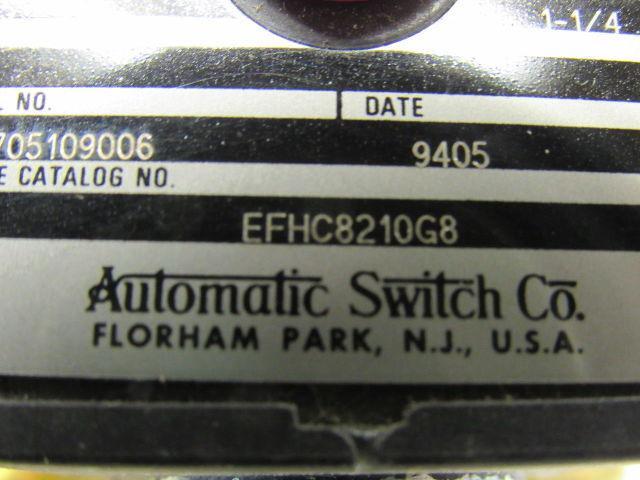 1-1/4
NO. DATE
705109006 9405
CATALOG NO.
EFHC8210G8
Automatic Switch Co.
FLORHAM PARK, N.J., U.S.A.